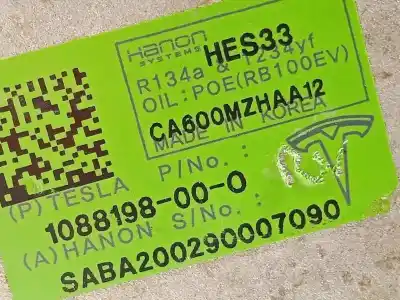 Hanon
SYSTEMS
HES33
R134a & 1234yf
OIL:POE(RB100EV)
CA600MZHAA12
MADE IN KOREA
(P)TESLA P/No. :
1088198-00-O
(A)HANON S/No. :
SABA200290007090